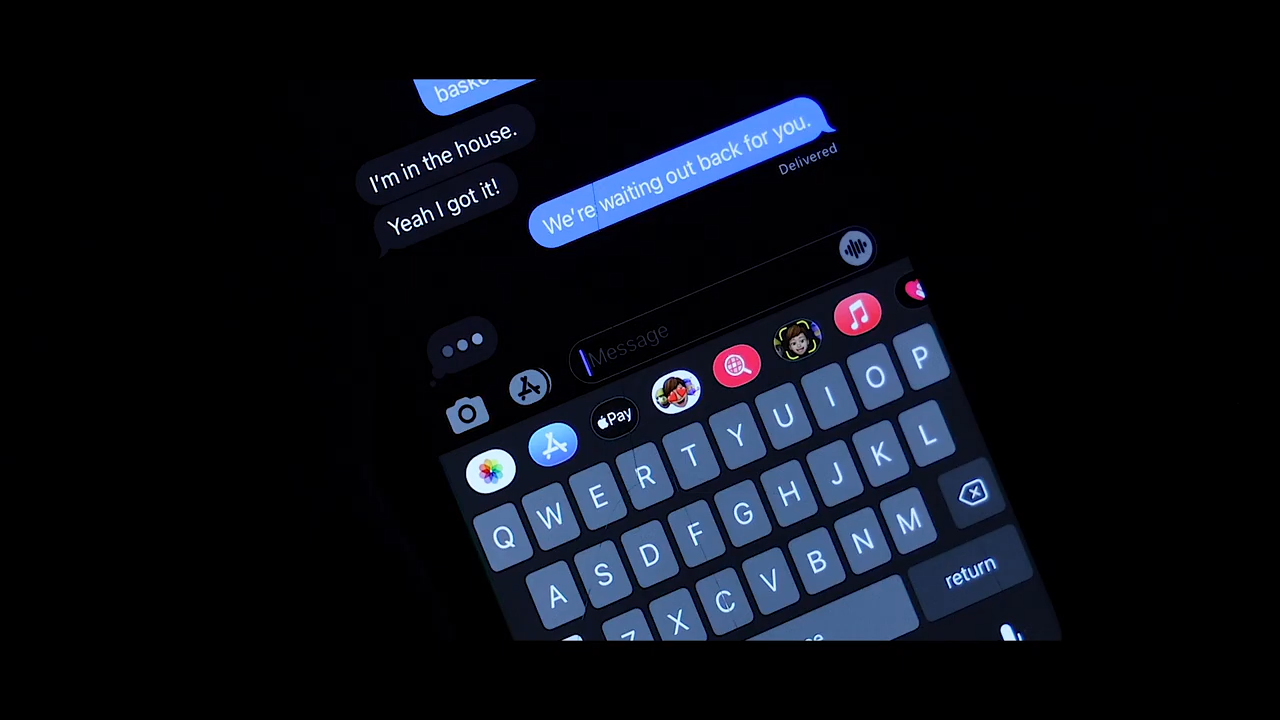 I'm in the house.
Yeah I got it!
We're waiting out back for you.
Delivered
Message
Pay
Q W E R T Y U I O P
A S D F G H J K L
Z X C V B N M
return